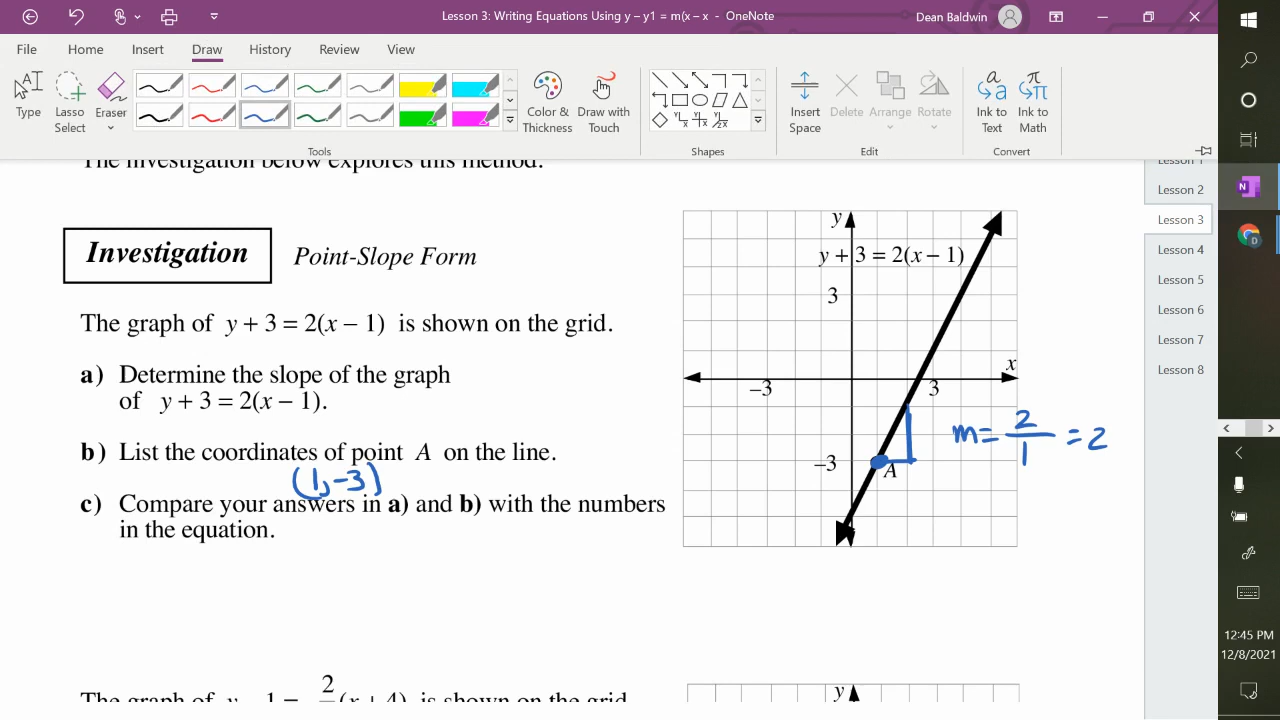 Lesson 3: Writing Equations Using y – y1 = m(x – x - OneNote
Dean Baldwin
File Home Insert Draw History Review View
Type
Lasso Select
Eraser
Color & Thickness
Draw with Touch
Insert Space
Delete
Arrange
Rotate
Ink to Text
Ink to Math
Tools Shapes Edit Convert
The investigation below explores this method.
Investigation Point-Slope Form
The graph of y + 3 = 2(x – 1) is shown on the grid.
a) Determine the slope of the graph
of y + 3 = 2(x – 1).
b) List the coordinates of point A on the line.
(1, -3)
c) Compare your answers in a) and b) with the numbers
in the equation.
y
y + 3 = 2(x – 1)
3
x
–3 3
–3 A
m = 2/1 = 2
y
Lesson 1
Lesson 2
Lesson 3
Lesson 4
Lesson 5
Lesson 6
Lesson 7
Lesson 8
12:45 PM
12/8/2021